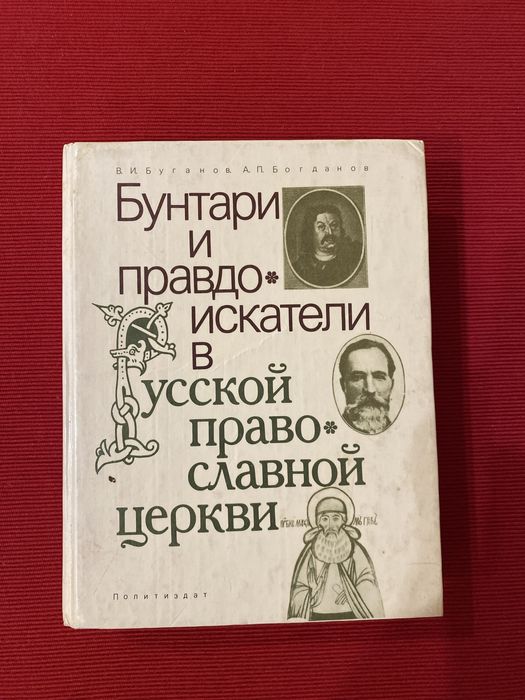 В. И. Буганов, А. П. Богданов
Бунтари
и
правдо-
искатели
в
Русской
право-
славной
церкви
Политиздат